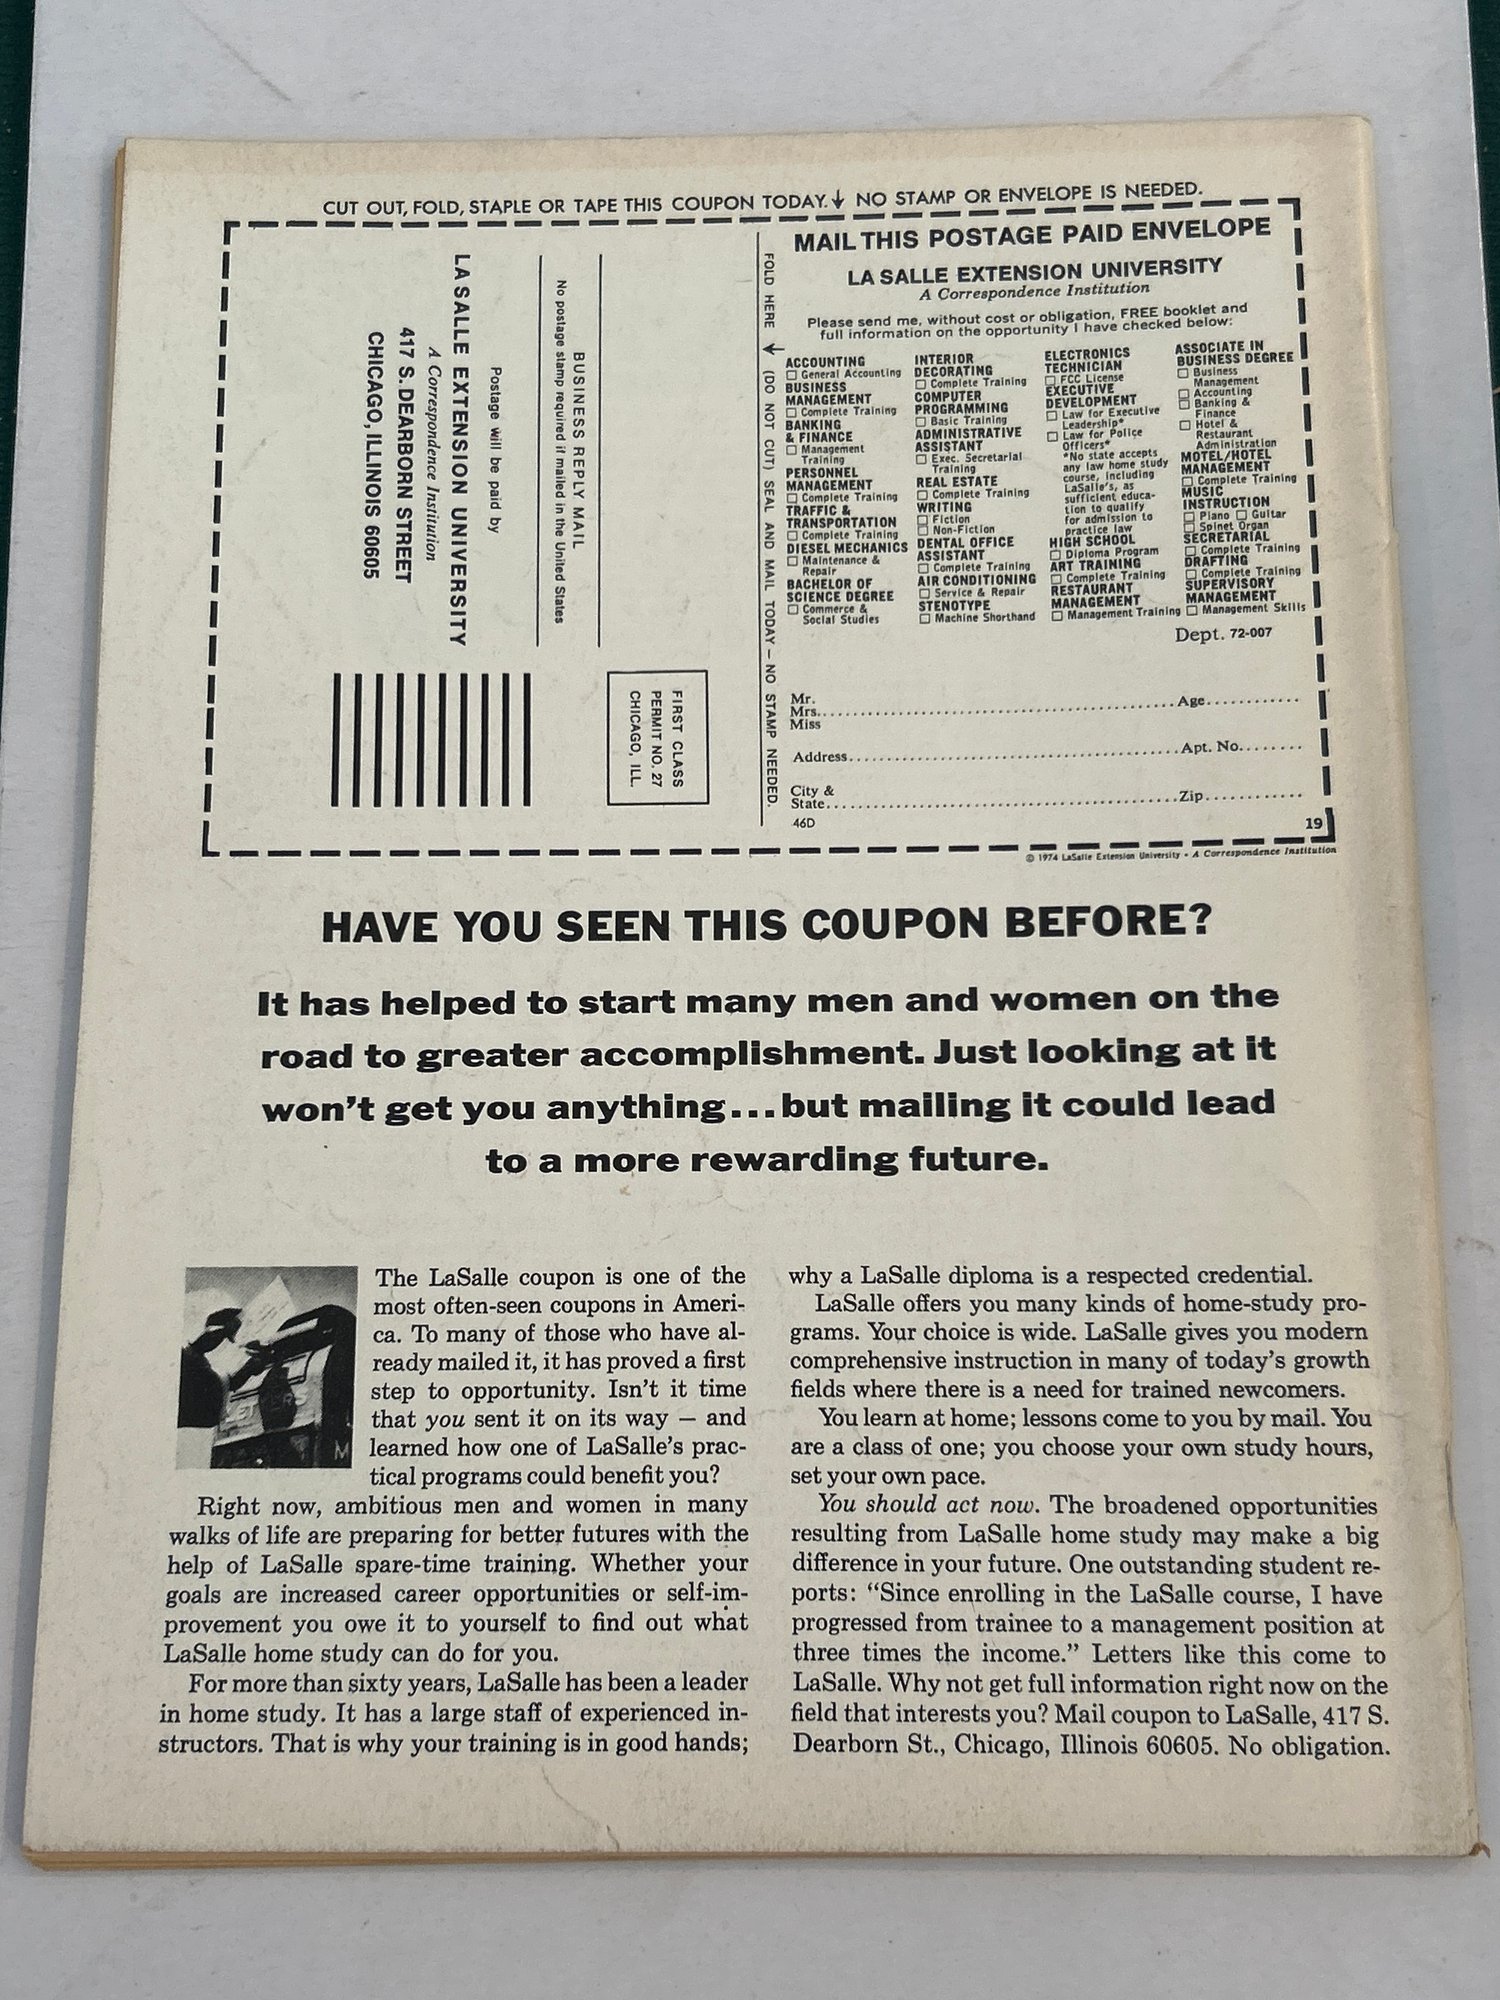 CUT OUT, FOLD, STAPLE OR TAPE THIS COUPON TODAY. NO STAMP OR ENVELOPE IS NEEDED.
LA SALLE EXTENSION UNIVERSITY
A Correspondence Institution
417 S. DEARBORN STREET
CHICAGO, ILLINOIS 60605
Postage will be paid by
No postage stamp required if mailed in the United States
BUSINESS REPLY MAIL
FIRST CLASS
PERMIT NO. 27
CHICAGO, ILL.
FOLD HERE (DO NOT CUT) SEAL AND MAIL TODAY — NO STAMP NEEDED.
MAIL THIS POSTAGE PAID ENVELOPE
LA SALLE EXTENSION UNIVERSITY
A Correspondence Institution
Please send me, without cost or obligation, FREE booklet and
full information on the opportunity I have checked below:
ACCOUNTING
General Accounting
BUSINESS
MANAGEMENT
Complete Training
BANKING
& FINANCE
Management
Training
PERSONNEL
MANAGEMENT
Complete Training
TRAFFIC &
TRANSPORTATION
Complete Training
DIESEL MECHANICS
Maintenance &
Repair
BACHELOR OF
SCIENCE DEGREE
Commerce &
Social Studies
INTERIOR
DECORATING
Complete Training
COMPUTER
PROGRAMMING
Basic Training
ADMINISTRATIVE
ASSISTANT
Exec. Secretarial
Training
REAL ESTATE
Complete Training
WRITING
Fiction
Non-Fiction
DENTAL OFFICE
ASSISTANT
Complete Training
AIR CONDITIONING
Service & Repair
STENOTYPE
Machine Shorthand
ELECTRONICS
TECHNICIAN
FCC License
EXECUTIVE
DEVELOPMENT
Law for Executive
Leadership*
Law for Police
Officers*
*No state accepts
any law home study
course, including
LaSalle's, as
sufficient educa-
tion to qualify
for admission to
practice law
HIGH SCHOOL
Diploma Program
ART TRAINING
Complete Training
RESTAURANT
MANAGEMENT
Management Training
ASSOCIATE IN
BUSINESS DEGREE
Business
Management
Accounting
Banking &
Finance
Hotel &
Restaurant
Administration
MOTEL/HOTEL
MANAGEMENT
Complete Training
MUSIC
INSTRUCTION
Piano Guitar
Spinet Organ
SECRETARIAL
Complete Training
DRAFTING
Complete Training
SUPERVISORY
MANAGEMENT
Management Skills
Dept. 72-007
Mr.
Mrs. Age
Miss
Address Apt. No.
City &
State Zip
46D 19
© 1974 LaSalle Extension University • A Correspondence Institution
HAVE YOU SEEN THIS COUPON BEFORE?
It has helped to start many men and women on the
road to greater accomplishment. Just looking at it
won't get you anything...but mailing it could lead
to a more rewarding future.
The LaSalle coupon is one of the
most often-seen coupons in Ameri-
ca. To many of those who have al-
ready mailed it, it has proved a first
step to opportunity. Isn't it time
that you sent it on its way — and
learned how one of LaSalle's prac-
tical programs could benefit you?
Right now, ambitious men and women in many
walks of life are preparing for better futures with the
help of LaSalle spare-time training. Whether your
goals are increased career opportunities or self-im-
provement you owe it to yourself to find out what
LaSalle home study can do for you.
For more than sixty years, LaSalle has been a leader
in home study. It has a large staff of experienced in-
structors. That is why your training is in good hands;
why a LaSalle diploma is a respected credential.
LaSalle offers you many kinds of home-study pro-
grams. Your choice is wide. LaSalle gives you modern
comprehensive instruction in many of today's growth
fields where there is a need for trained newcomers.
You learn at home; lessons come to you by mail. You
are a class of one; you choose your own study hours,
set your own pace.
You should act now. The broadened opportunities
resulting from LaSalle home study may make a big
difference in your future. One outstanding student re-
ports: "Since enrolling in the LaSalle course, I have
progressed from trainee to a management position at
three times the income." Letters like this come to
LaSalle. Why not get full information right now on the
field that interests you? Mail coupon to LaSalle, 417 S.
Dearborn St., Chicago, Illinois 60605. No obligation.